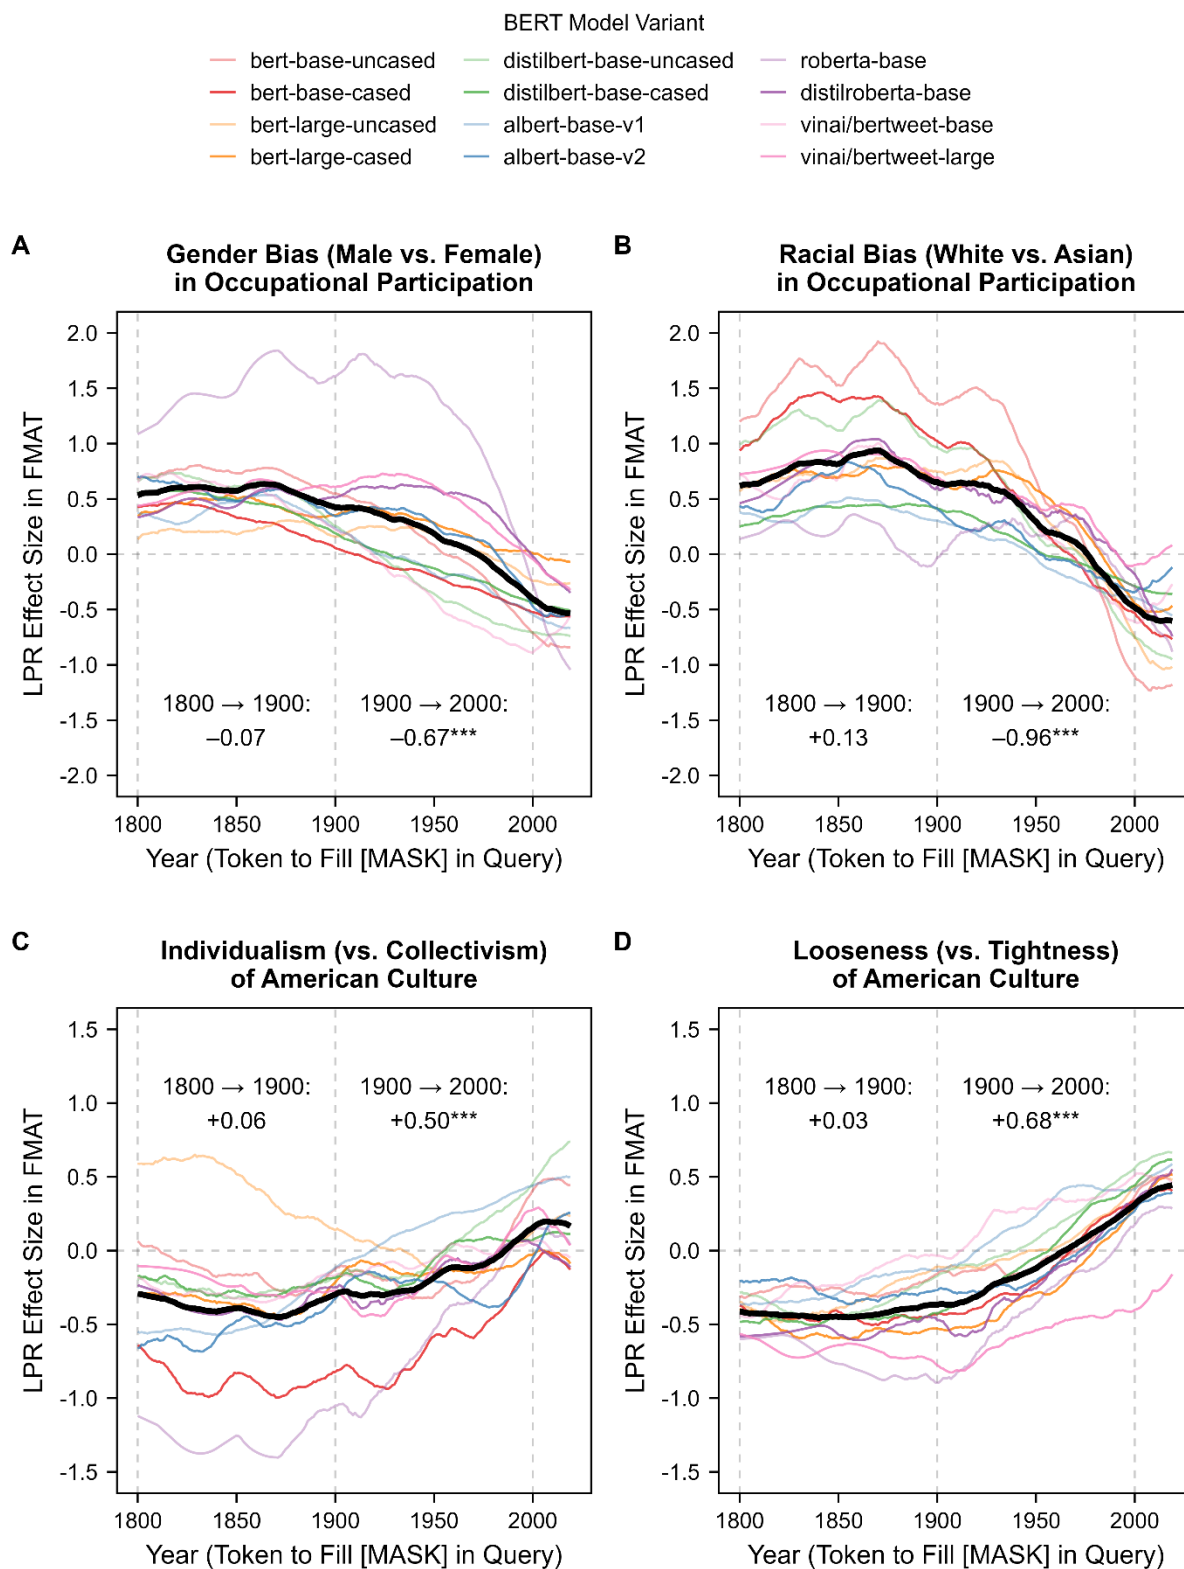 BERT Model Variant
bert-base-uncased distilbert-base-uncased roberta-base
bert-base-cased distilbert-base-cased distilroberta-base
bert-large-uncased albert-base-v1 vinai/bertweet-base
bert-large-cased albert-base-v2 vinai/bertweet-large
A
Gender Bias (Male vs. Female)
in Occupational Participation
LPR Effect Size in FMAT
2.0
1.5
1.0
0.5
0.0
-0.5
-1.0
-1.5
-2.0
1800 → 1900: 1900 → 2000:
–0.07 –0.67***
1800 1850 1900 1950 2000
Year (Token to Fill [MASK] in Query)
B
Racial Bias (White vs. Asian)
in Occupational Participation
LPR Effect Size in FMAT
2.0
1.5
1.0
0.5
0.0
-0.5
-1.0
-1.5
-2.0
1800 → 1900: 1900 → 2000:
+0.13 –0.96***
1800 1850 1900 1950 2000
Year (Token to Fill [MASK] in Query)
C
Individualism (vs. Collectivism)
of American Culture
LPR Effect Size in FMAT
1.5
1.0
0.5
0.0
-0.5
-1.0
-1.5
1800 → 1900: 1900 → 2000:
+0.06 +0.50***
1800 1850 1900 1950 2000
Year (Token to Fill [MASK] in Query)
D
Looseness (vs. Tightness)
of American Culture
LPR Effect Size in FMAT
1.5
1.0
0.5
0.0
-0.5
-1.0
-1.5
1800 → 1900: 1900 → 2000:
+0.03 +0.68***
1800 1850 1900 1950 2000
Year (Token to Fill [MASK] in Query)